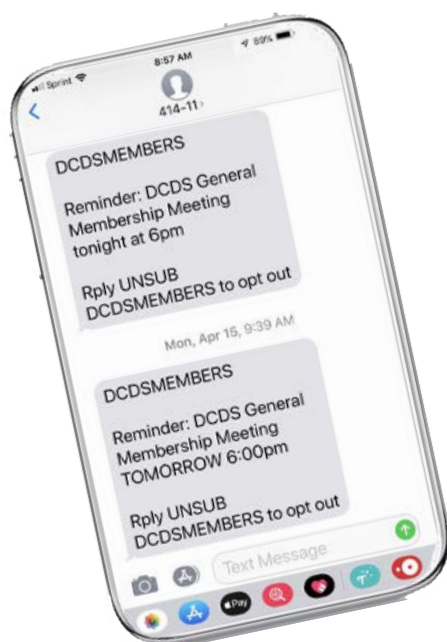 Sprint
8:57 AM
89%
414-11
DCDSMEMBERS
Reminder: DCDS General
Membership Meeting
tonight at 6pm
Rply UNSUB
DCDSMEMBERS to opt out
Mon, Apr 15, 9:39 AM
DCDSMEMBERS
Reminder: DCDS General
Membership Meeting
TOMORROW 6:00pm
Rply UNSUB
DCDSMEMBERS to opt out
Text Message
Pay